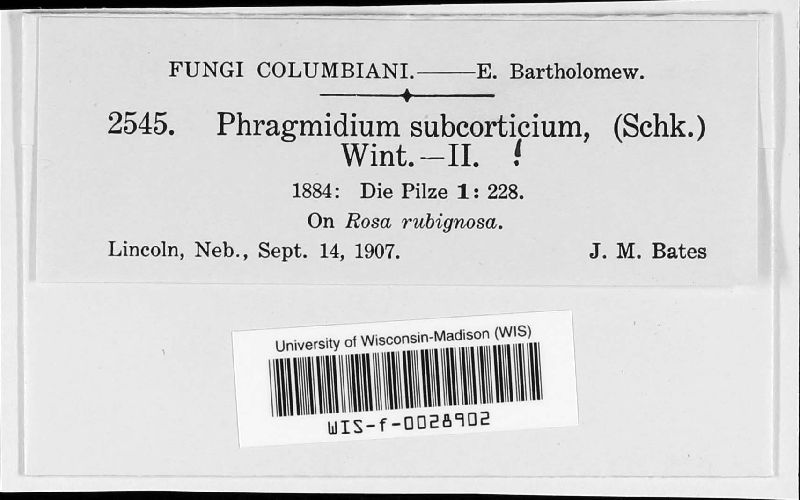 FUNGI COLUMBIANI.——E. Bartholomew.
2545. Phragmidium subcorticium, (Schk.)
Wint.—II. !
1884: Die Pilze 1: 228.
On Rosa rubignosa.
Lincoln, Neb., Sept. 14, 1907. J. M. Bates
University of Wisconsin-Madison (WIS)
WIS-f-0028902